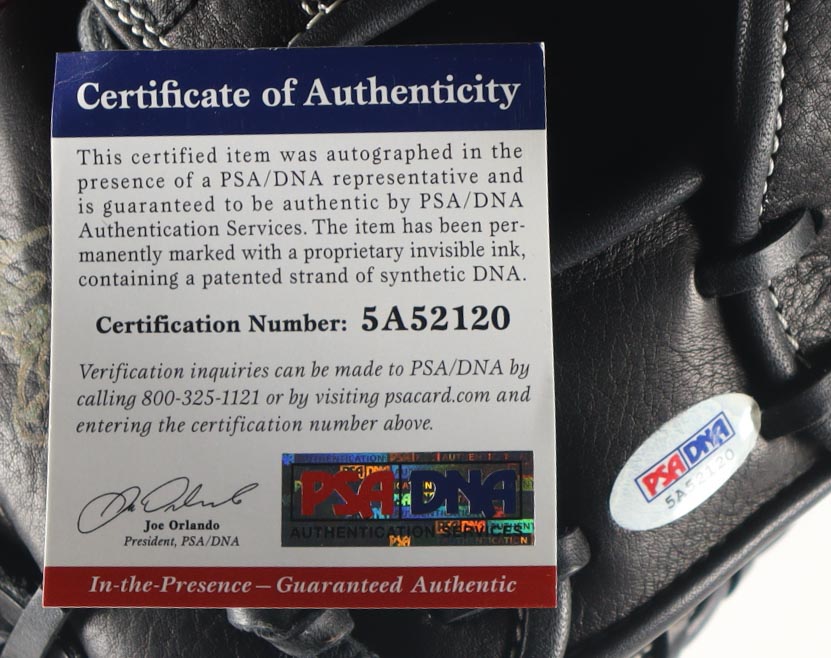 Certificate of Authenticity
This certified item was autographed in the
presence of a PSA/DNA representative and
is guaranteed to be authentic by PSA/DNA
Authentication Services. The item has been per-
manently marked with a proprietary invisible ink,
containing a patented strand of synthetic DNA.
Certification Number: 5A52120
Verification inquiries can be made to PSA/DNA by
calling 800-325-1121 or by visiting psacard.com and
entering the certification number above.
Joe Orlando
President, PSA/DNA
PSA DNA
AUTHENTICATION SERVICES
In-the-Presence – Guaranteed Authentic
PSA DNA
5A52120